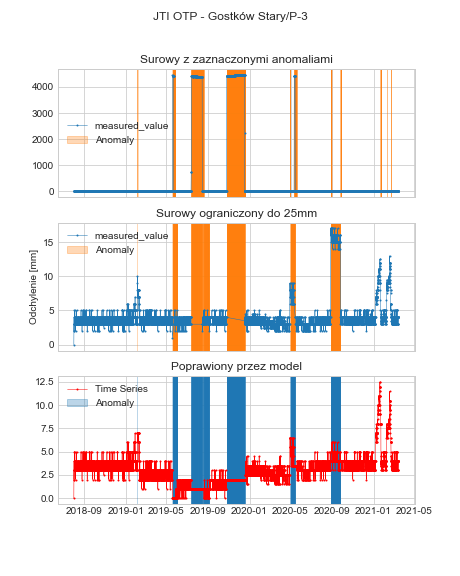 JTI OTP - Gostków Stary/P-3
Surowy z zaznaczonymi anomaliami
4000
3000
2000
1000
0
measured_value
Anomaly
Surowy ograniczony do 25mm
Odchylenie [mm]
15
10
5
0
measured_value
Anomaly
Poprawiony przez model
12.5
10.0
7.5
5.0
2.5
0.0
Time Series
Anomaly
2018-09 2019-01 2019-05 2019-09 2020-01 2020-05 2020-09 2021-01 2021-05